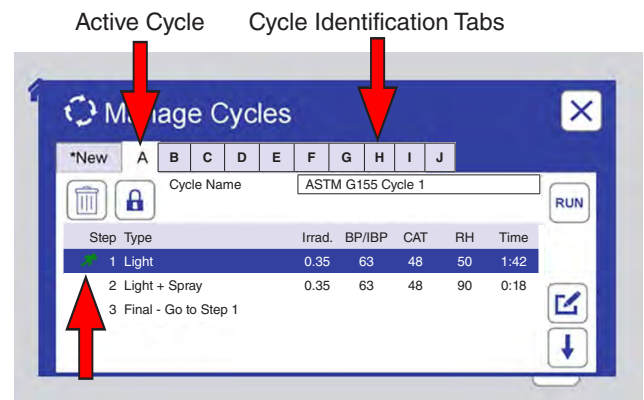 Active Cycle Cycle Identification Tabs
Manage Cycles
*New A B C D E F G H I J
Cycle Name ASTM G155 Cycle 1
RUN
Step Type Irrad. BP/IBP CAT RH Time
1 Light 0.35 63 48 50 1:42
2 Light + Spray 0.35 63 48 90 0:18
3 Final - Go to Step 1